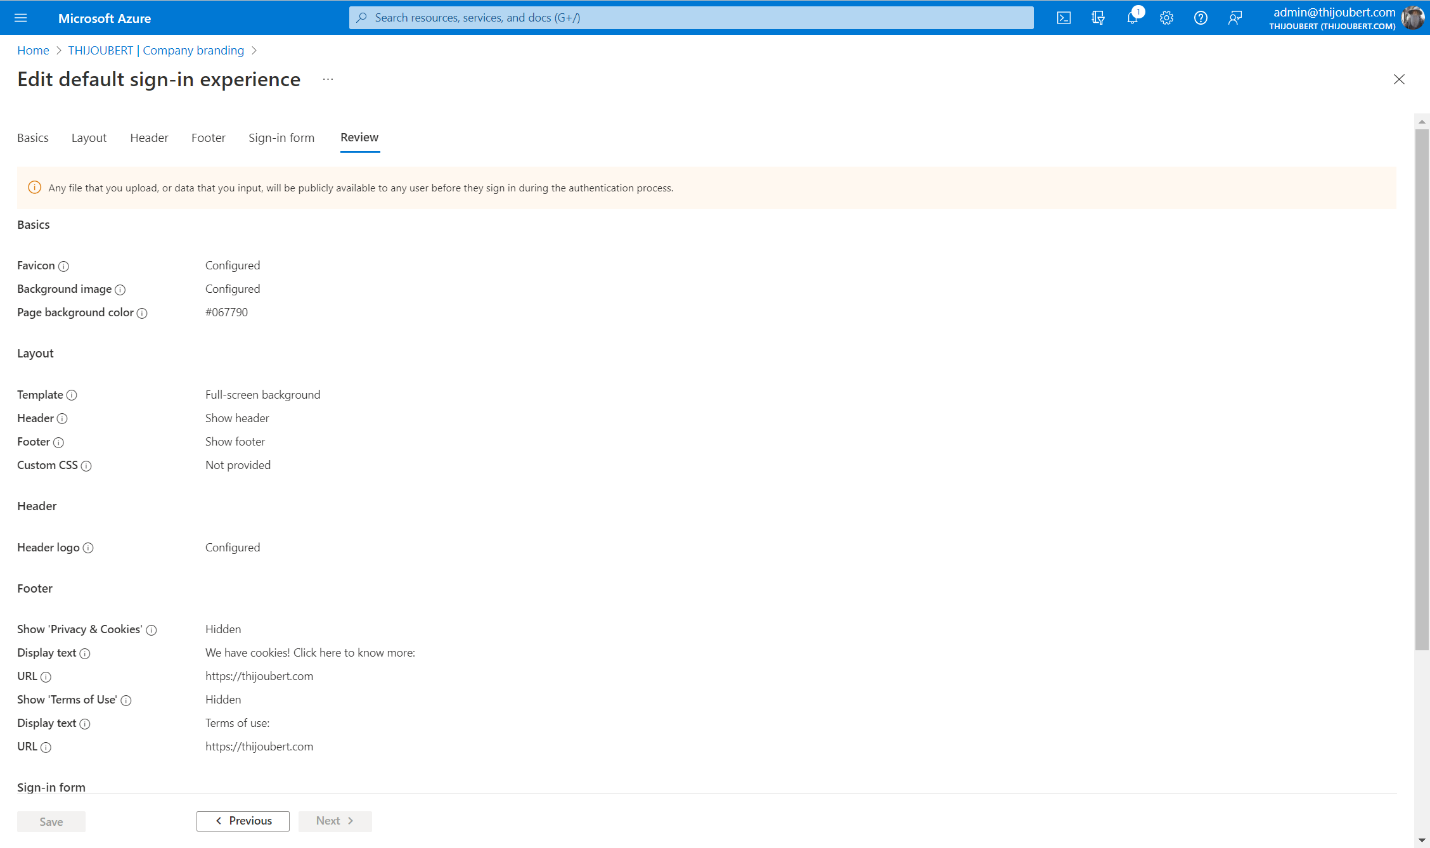 Microsoft Azure
Search resources, services, and docs (G+/)
1
admin@thijoubert.com
THIJOUBERT (THIJOUBERT.COM)
Home > THIJOUBERT | Company branding >
Edit default sign-in experience ...
Basics Layout Header Footer Sign-in form Review
Any file that you upload, or data that you input, will be publicly available to any user before they sign in during the authentication process.
Basics
Favicon Configured
Background image Configured
Page background color #067790
Layout
Template Full-screen background
Header Show header
Footer Show footer
Custom CSS Not provided
Header
Header logo Configured
Footer
Show 'Privacy & Cookies' Hidden
Display text We have cookies! Click here to know more:
URL https://thijoubert.com
Show 'Terms of Use' Hidden
Display text Terms of use:
URL https://thijoubert.com
Sign-in form
Save < Previous Next >